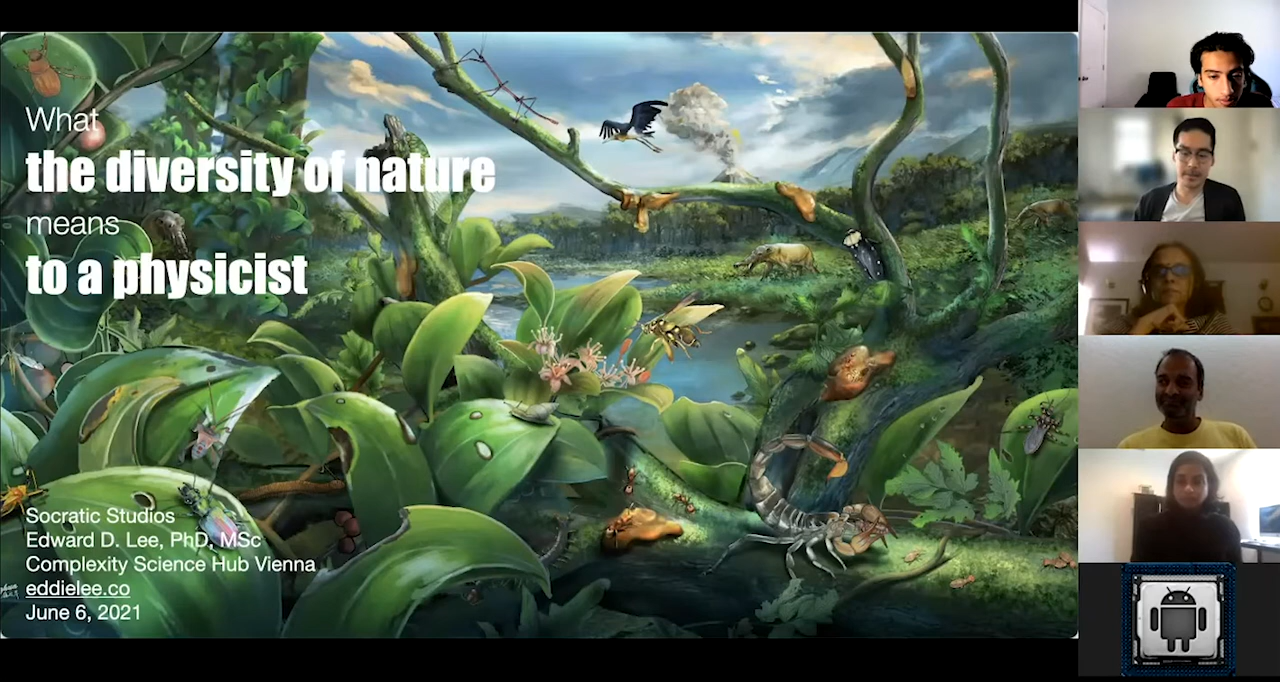 What
the diversity of nature
means
to a physicist
Socratic Studios
Edward D. Lee, PhD, MSc
Complexity Science Hub Vienna
eddielee.co
June 6, 2021